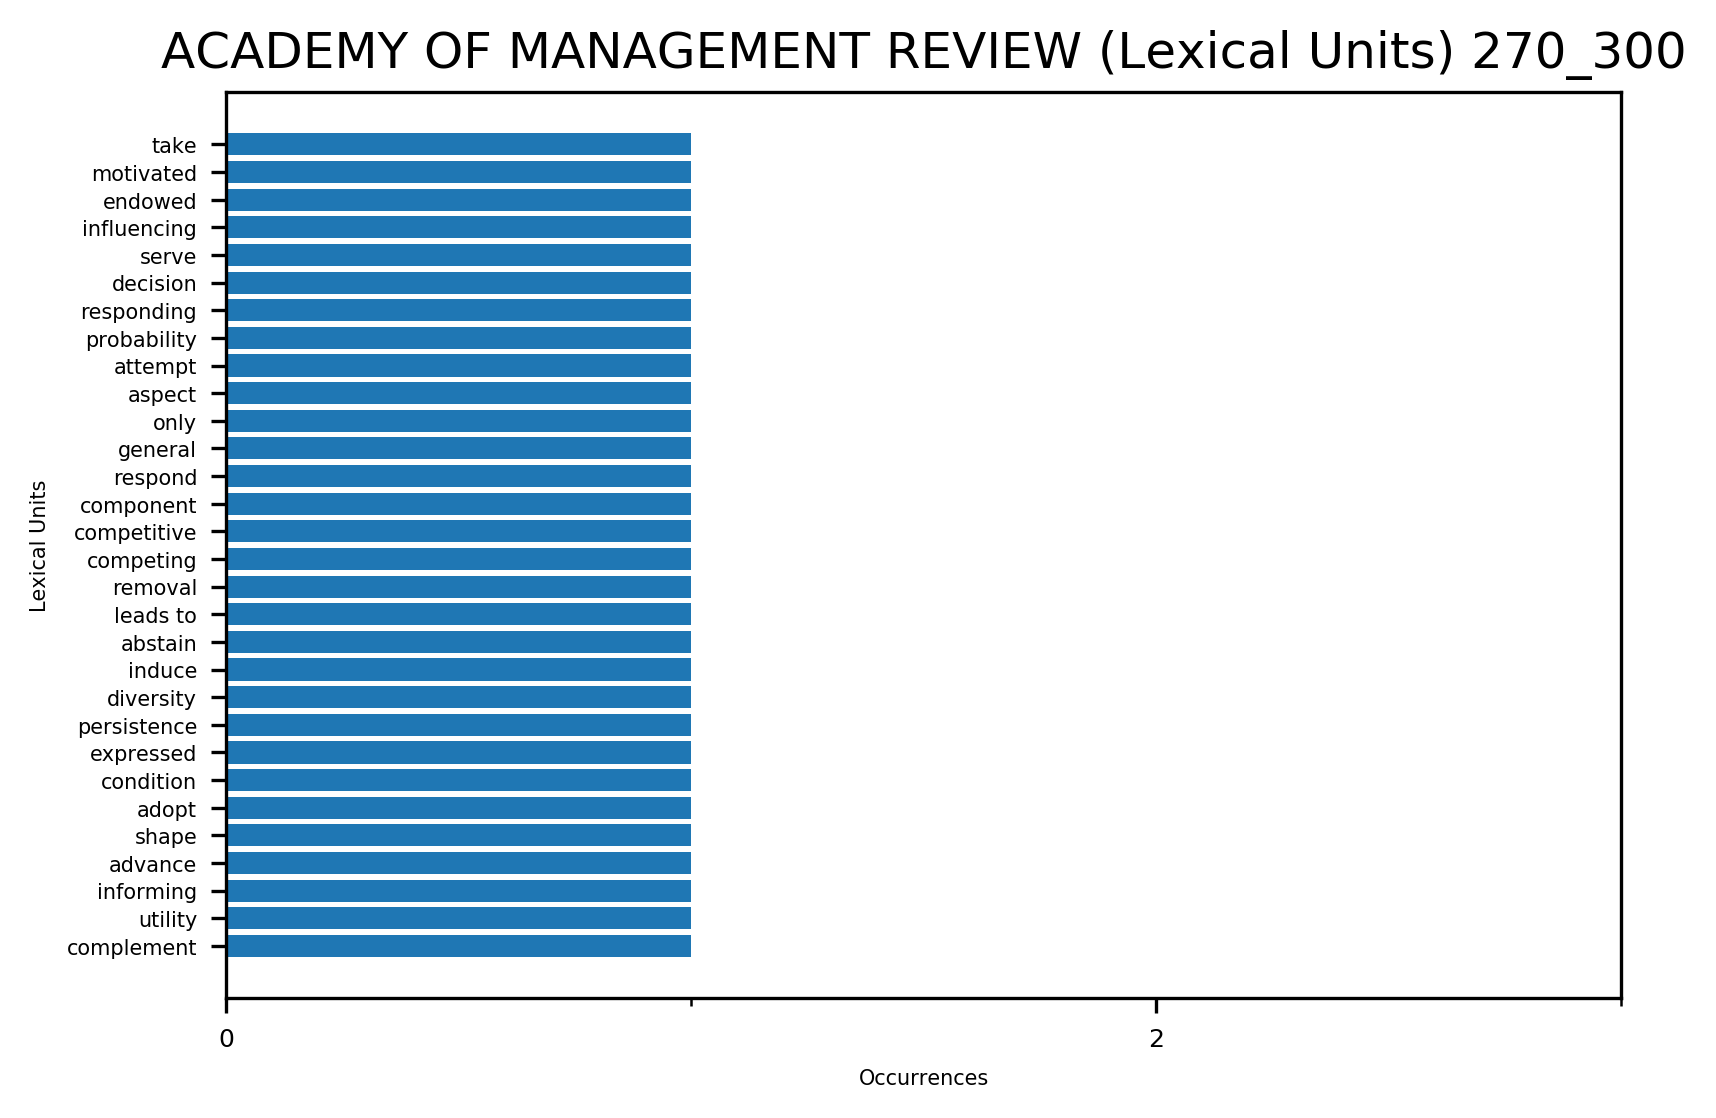 ACADEMY OF MANAGEMENT REVIEW (Lexical Units) 270_300
Lexical Units
take
motivated
endowed
influencing
serve
decision
responding
probability
attempt
aspect
only
general
respond
component
competitive
competing
removal
leads to
abstain
induce
diversity
persistence
expressed
condition
adopt
shape
advance
informing
utility
complement
0 2
Occurrences